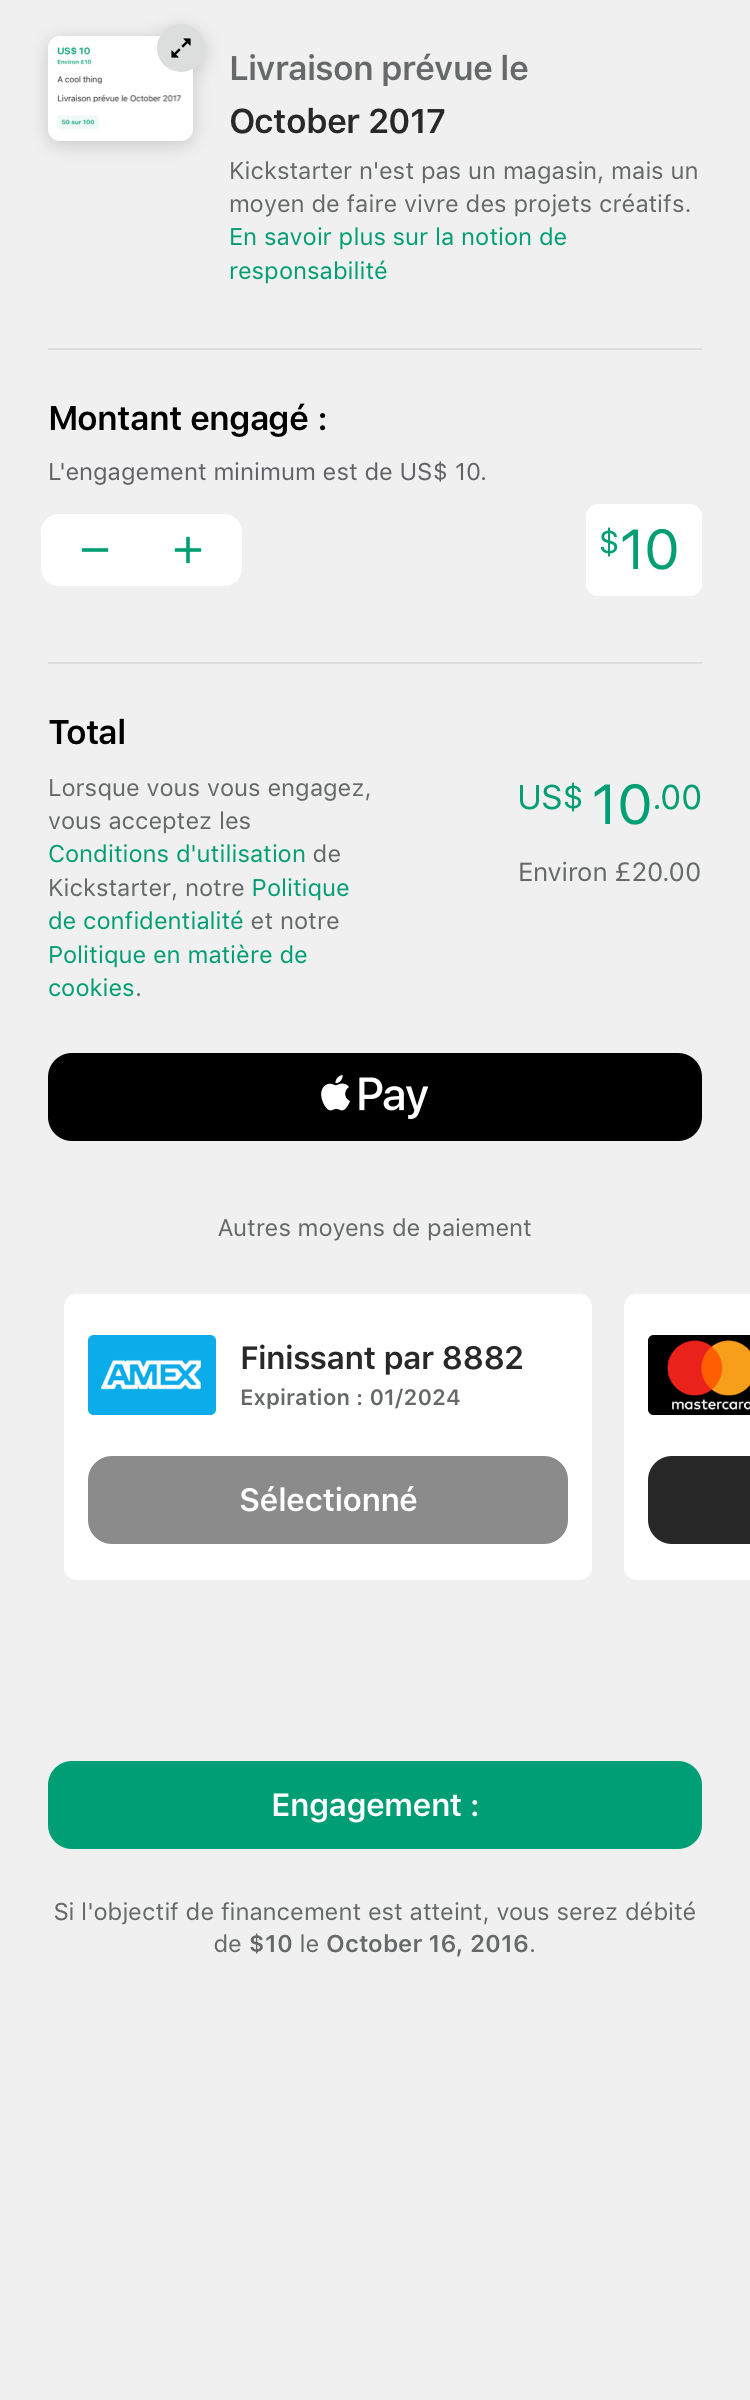 US$ 10
Environ £10
A cool thing
Livraison prévue le October 2017
50 sur 100
Livraison prévue le
October 2017
Kickstarter n'est pas un magasin, mais un
moyen de faire vivre des projets créatifs.
En savoir plus sur la notion de
responsabilité
Montant engagé :
L'engagement minimum est de US$ 10.
− +
$10
Total
Lorsque vous vous engagez,
vous acceptez les
Conditions d'utilisation de
Kickstarter, notre Politique
de confidentialité et notre
Politique en matière de
cookies.
US$ 10.00
Environ £20.00
Pay
Autres moyens de paiement
AMEX
Finissant par 8882
Expiration : 01/2024
Sélectionné
mastercard
Engagement :
Si l'objectif de financement est atteint, vous serez débité
de $10 le October 16, 2016.